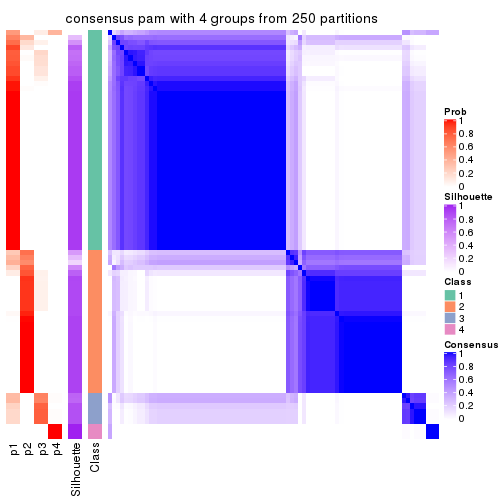 consensus pam with 4 groups from 250 partitions
Prob
1
0.8
0.6
0.4
0.2
0
Silhouette
1
0.8
0.6
0.4
0.2
0
Class
1
2
3
4
Consensus
1
0.8
0.6
0.4
0.2
0
p1
p2
p3
p4
Silhouette
Class